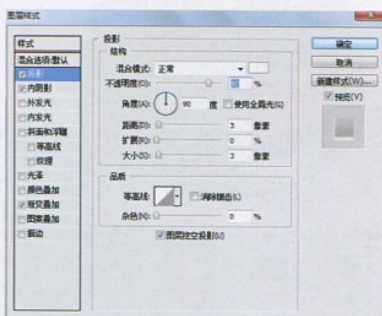 图层样式
样式
混合选项:默认
投影
内阴影
外发光
内发光
斜面和浮雕
等高线
纹理
光泽
颜色叠加
渐变叠加
图案叠加
描边
投影
结构
混合模式: 正常
不透明度(O): %
角度(A): 90 度 使用全局光(G)
距离(D): 3 像素
扩展(R): 0 %
大小(S): 3 像素
品质
等高线: 消除锯齿(L)
杂色(N): 0 %
图层挖空投影(U)
确定
取消
新建样式(W)...
预览(V)